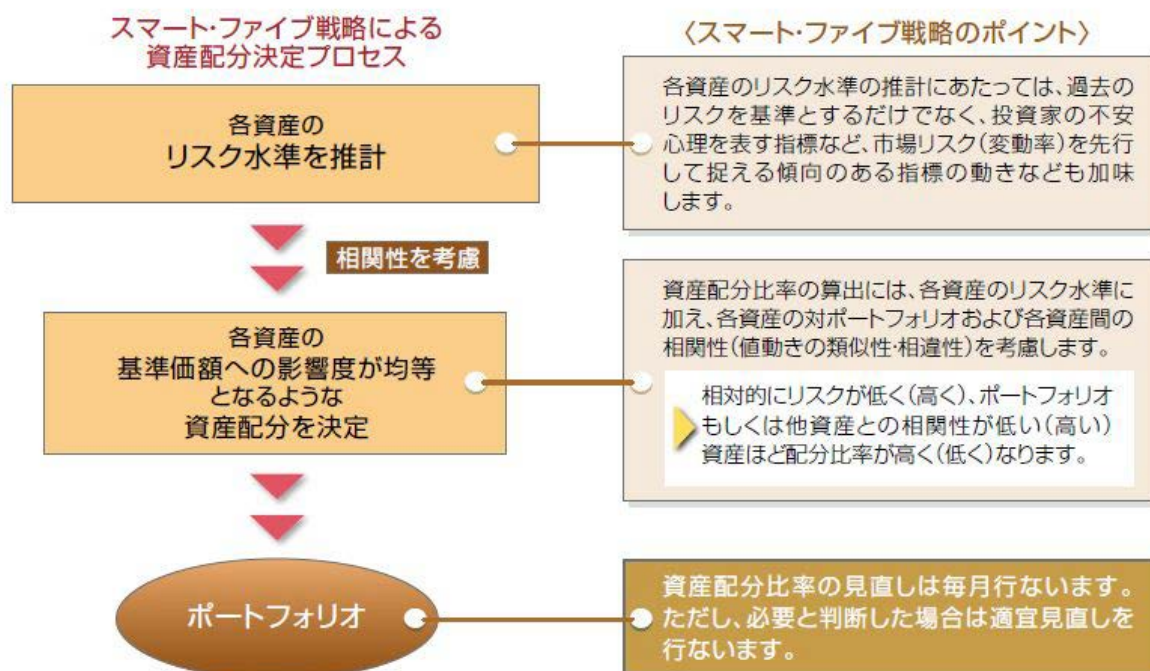 スマート・ファイブ戦略による
資産配分決定プロセス
〈スマート・ファイブ戦略のポイント〉
各資産の
リスク水準を推計
各資産のリスク水準の推計にあたっては、過去の
リスクを基準とするだけでなく、投資家の不安
心理を表す指標など、市場リスク(変動率)を先行
して捉える傾向のある指標の動きなども加味
します。
相関性を考慮
各資産の
基準価額への影響度が均等
となるような
資産配分を決定
資産配分比率の算出には、各資産のリスク水準に
加え、各資産の対ポートフォリオおよび各資産間の
相関性(値動きの類似性・相違性)を考慮します。
相対的にリスクが低く(高く)、ポートフォリオ
もしくは他資産との相関性が低い(高い)
資産ほど配分比率が高く(低く)なります。
ポートフォリオ
資産配分比率の見直しは毎月行ないます。
ただし、必要と判断した場合は適宜見直しを
行ないます。